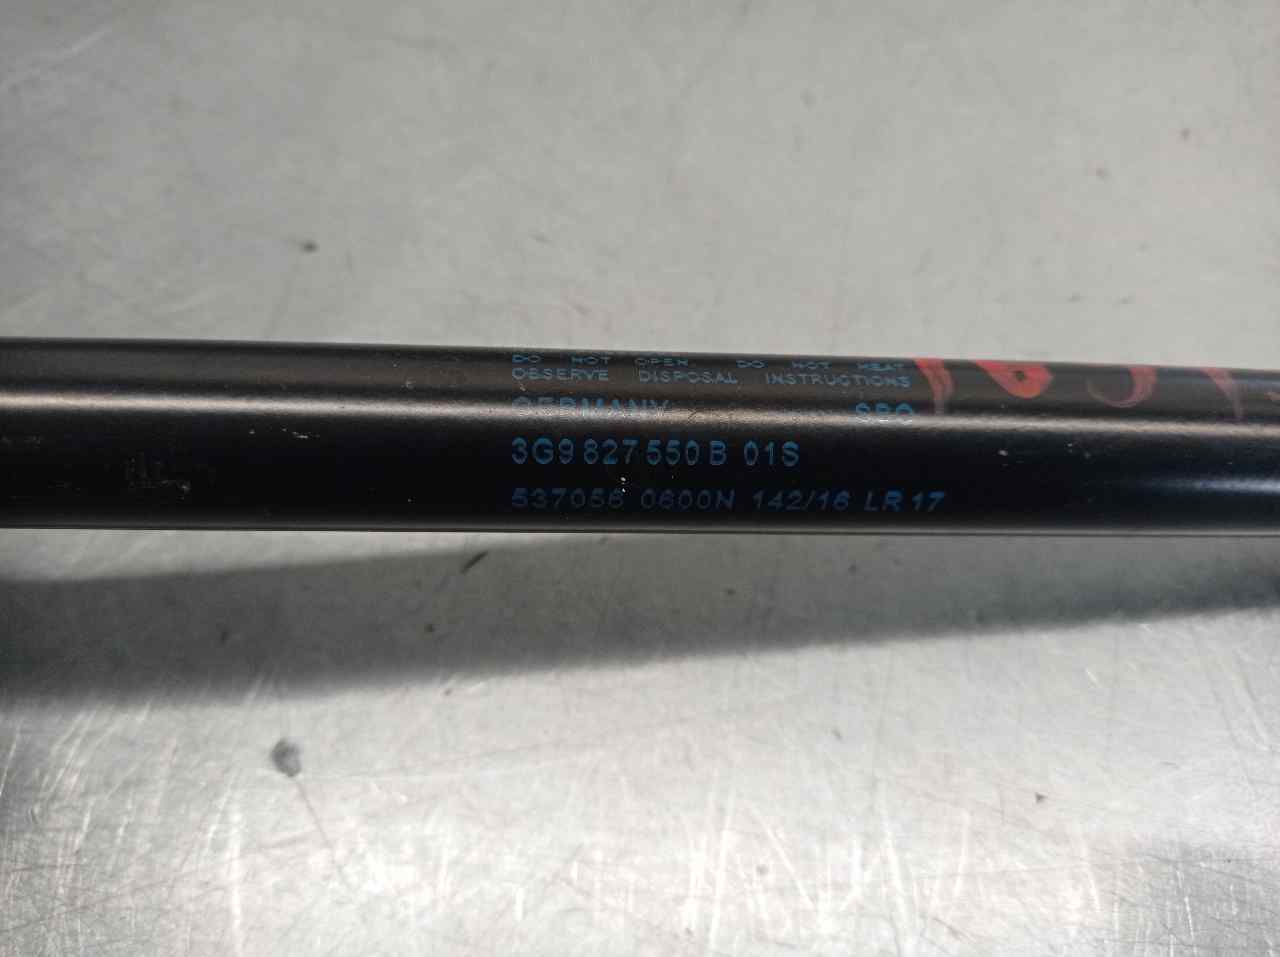 DO NOT OPEN. DO NOT HEAT
OBSERVE DISPOSAL INSTRUCTIONS
GERMANY SBO
3G9 827 550 B 01S
537056 0600N 142/16 LR 17